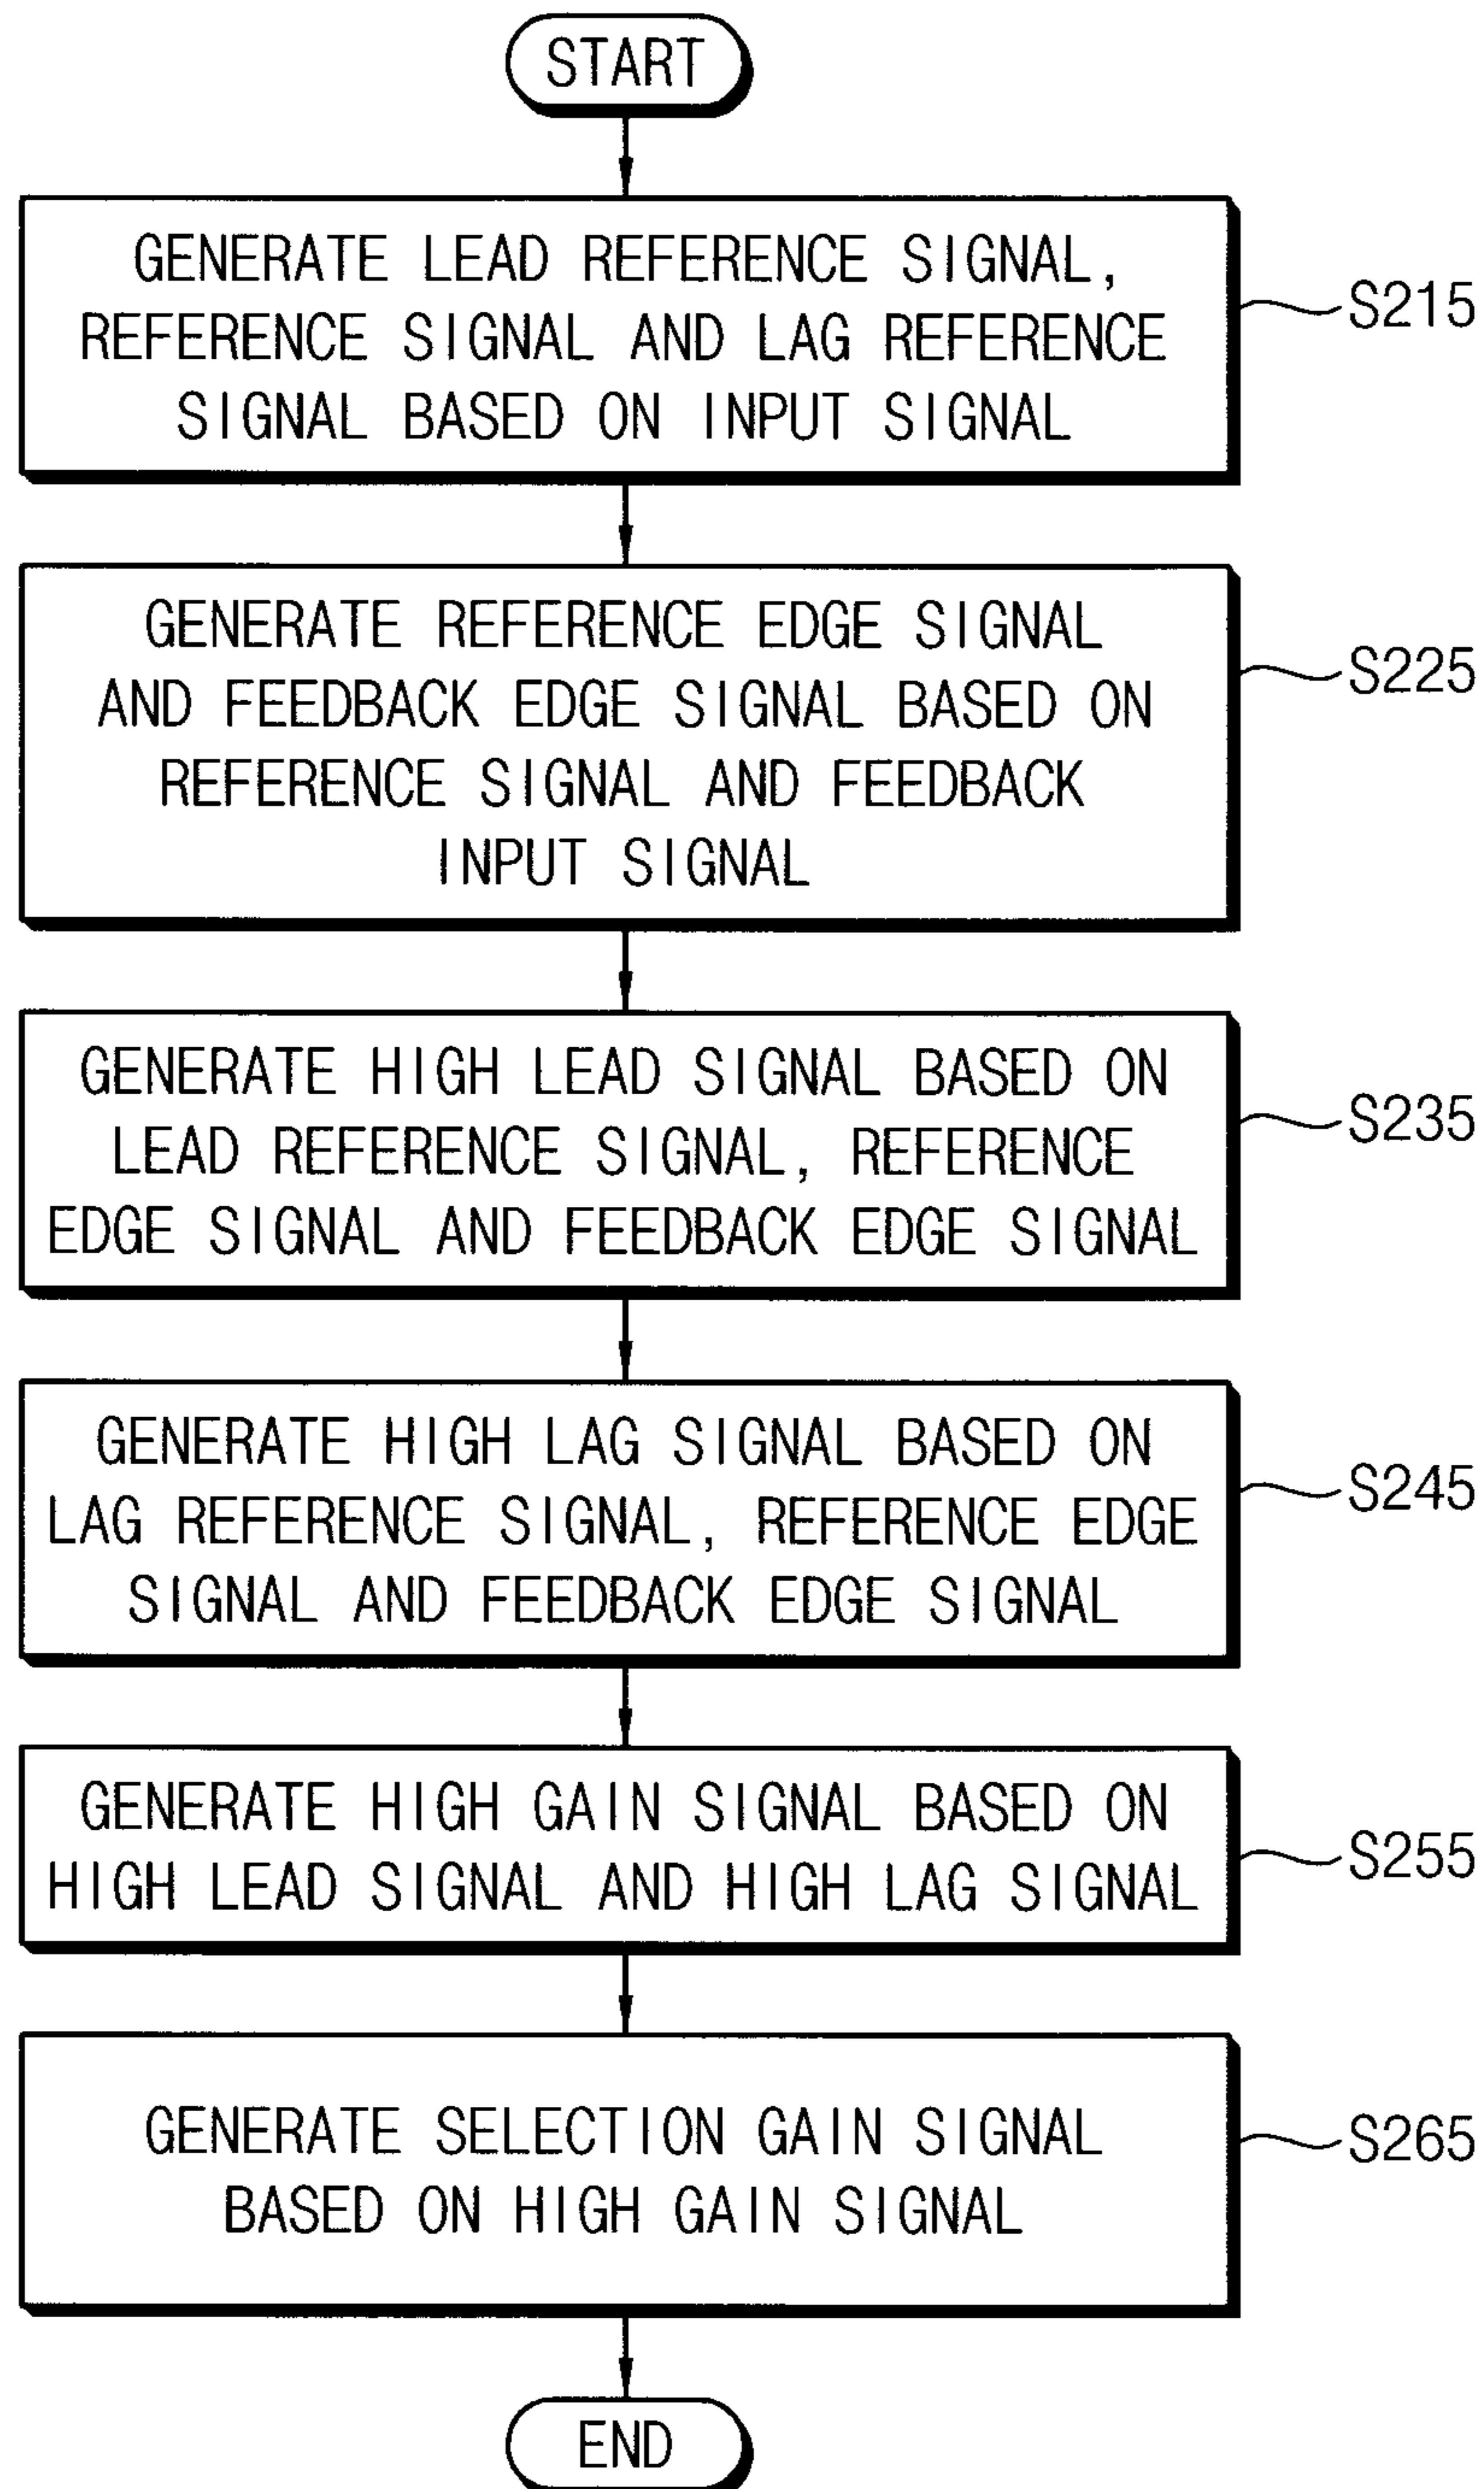 START
GENERATE LEAD REFERENCE SIGNAL,
REFERENCE SIGNAL AND LAG REFERENCE
SIGNAL BASED ON INPUT SIGNAL
S215
GENERATE REFERENCE EDGE SIGNAL
AND FEEDBACK EDGE SIGNAL BASED ON
REFERENCE SIGNAL AND FEEDBACK
INPUT SIGNAL
S225
GENERATE HIGH LEAD SIGNAL BASED ON
LEAD REFERENCE SIGNAL, REFERENCE
EDGE SIGNAL AND FEEDBACK EDGE SIGNAL
S235
GENERATE HIGH LAG SIGNAL BASED ON
LAG REFERENCE SIGNAL, REFERENCE EDGE
SIGNAL AND FEEDBACK EDGE SIGNAL
S245
GENERATE HIGH GAIN SIGNAL BASED ON
HIGH LEAD SIGNAL AND HIGH LAG SIGNAL
S255
GENERATE SELECTION GAIN SIGNAL
BASED ON HIGH GAIN SIGNAL
S265
END